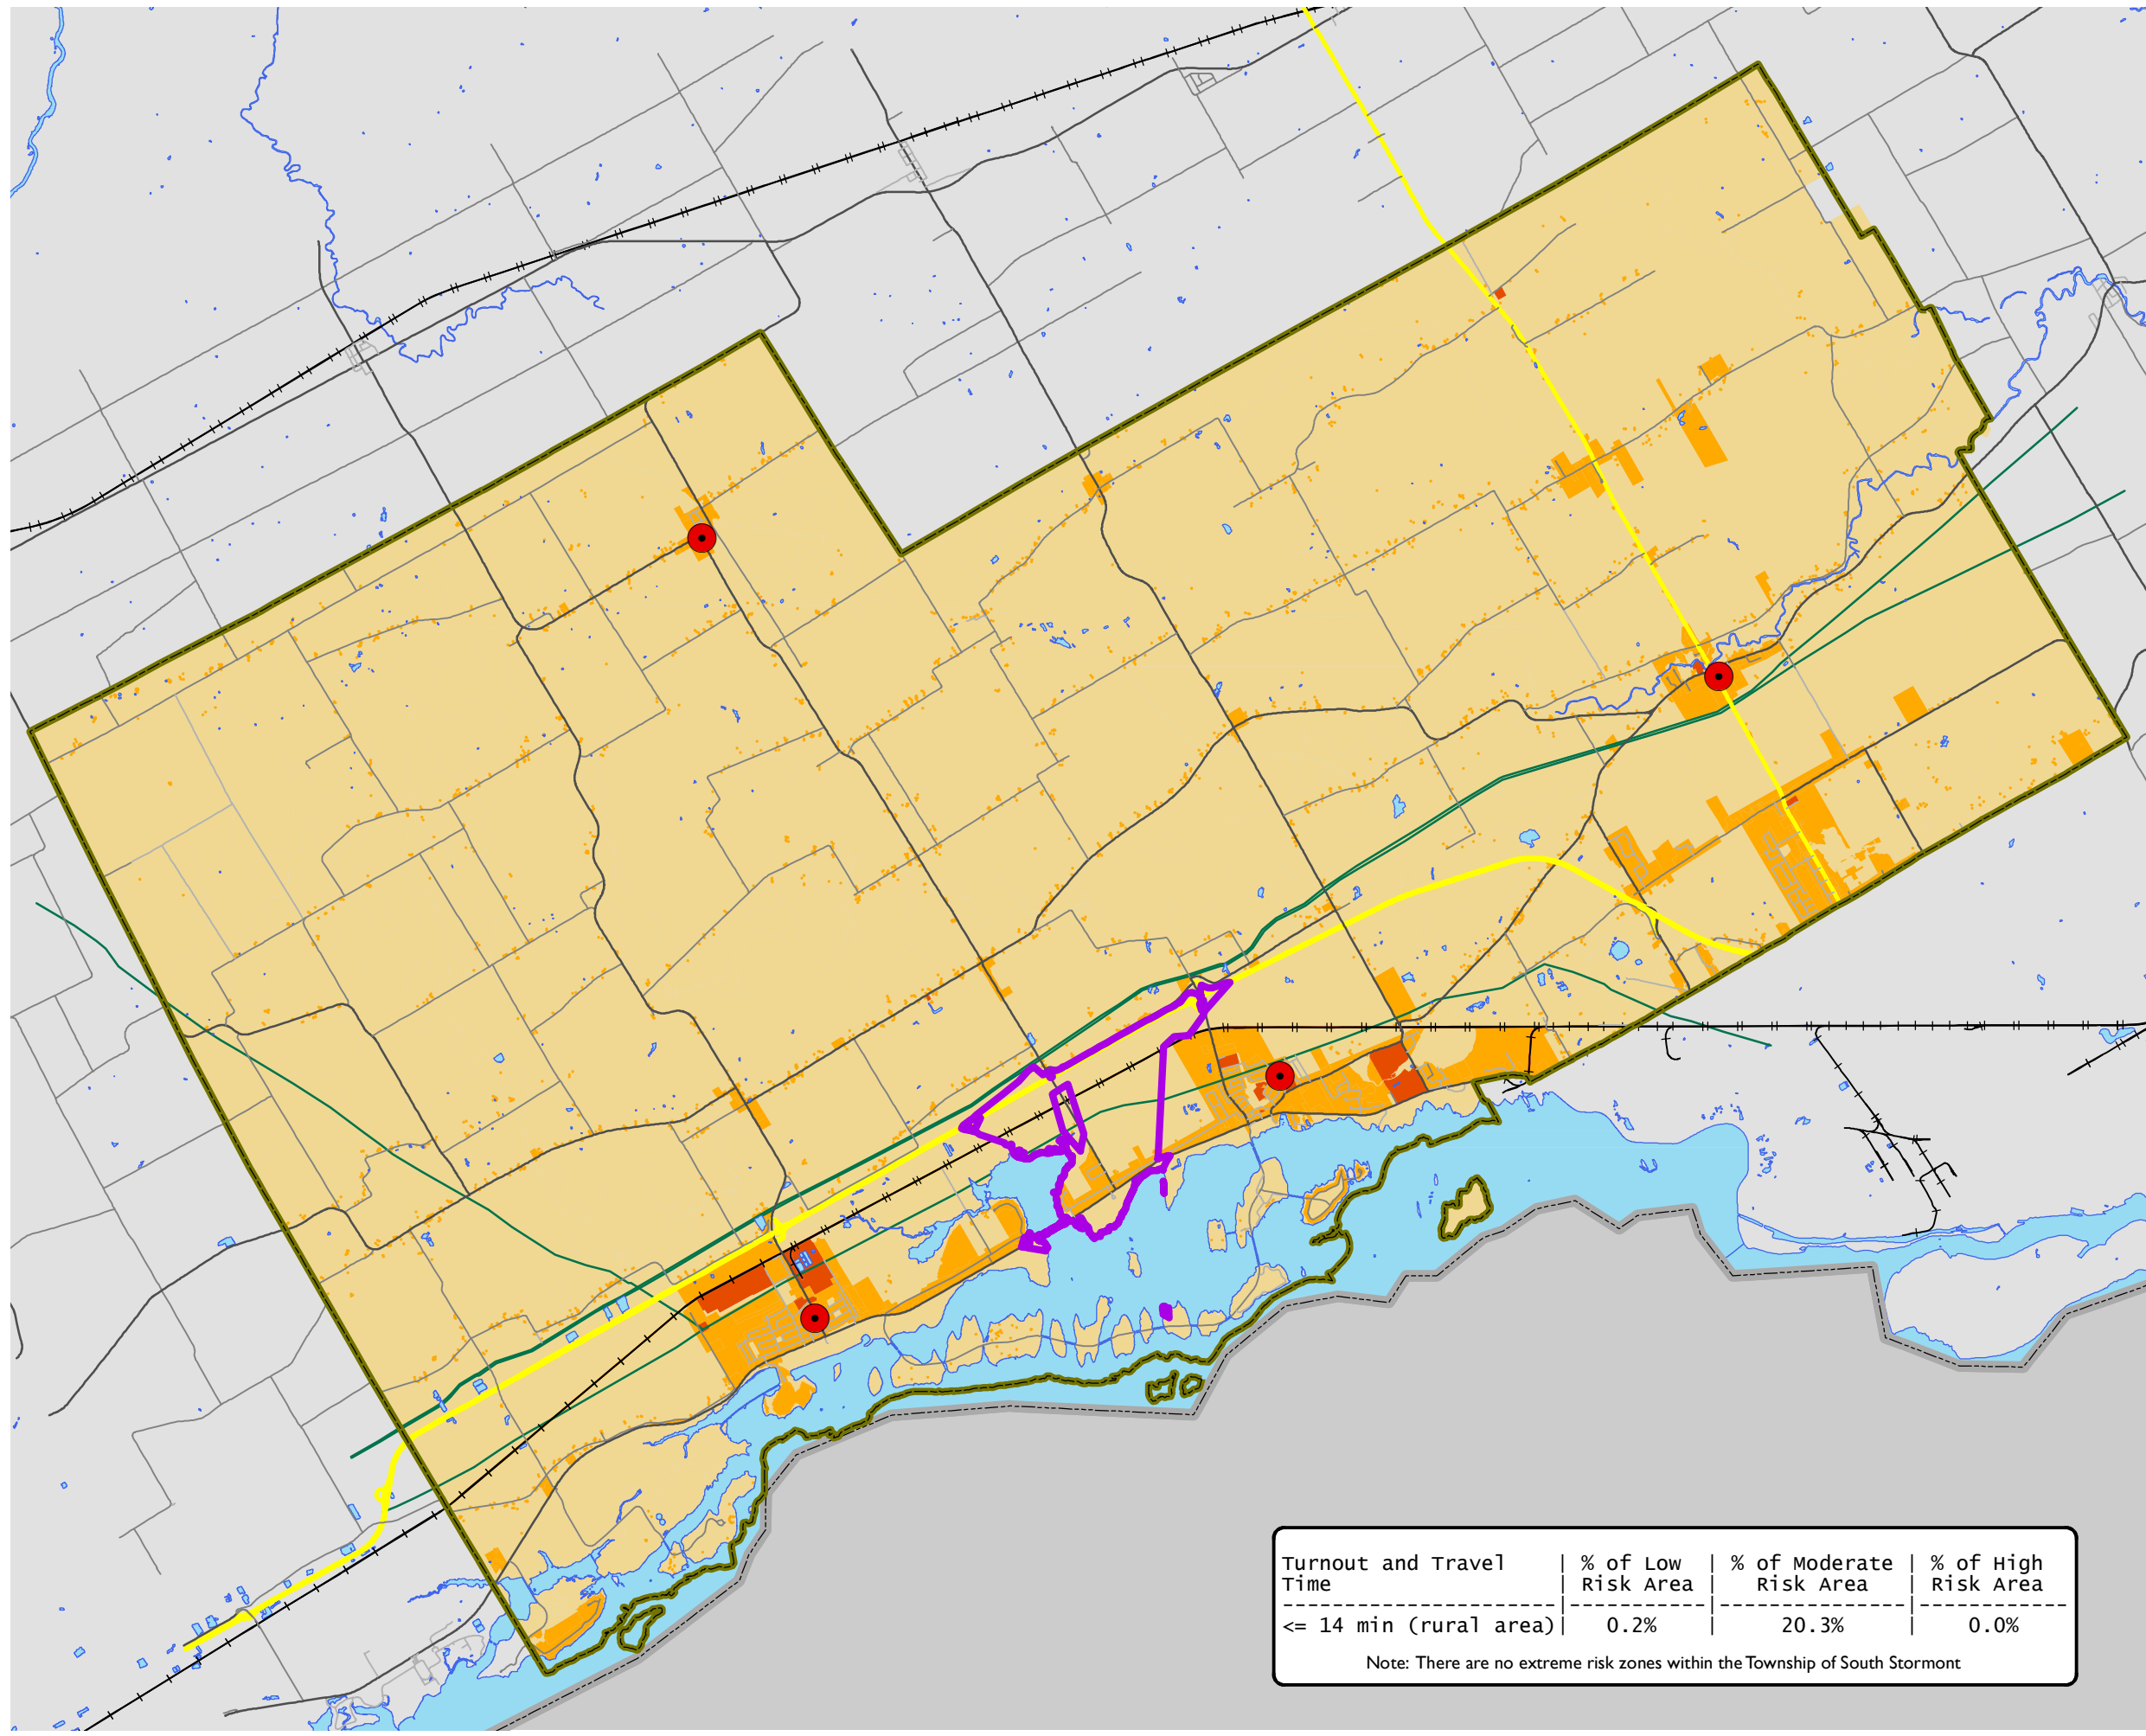 Turnout and Travel | % of Low | % of Moderate | % of High
Time | Risk Area | Risk Area | Risk Area
----------------------|-----------|---------------|------------
<= 14 min (rural area)| 0.2% | 20.3% | 0.0%
Note: There are no extreme risk zones within the Township of South Stormont